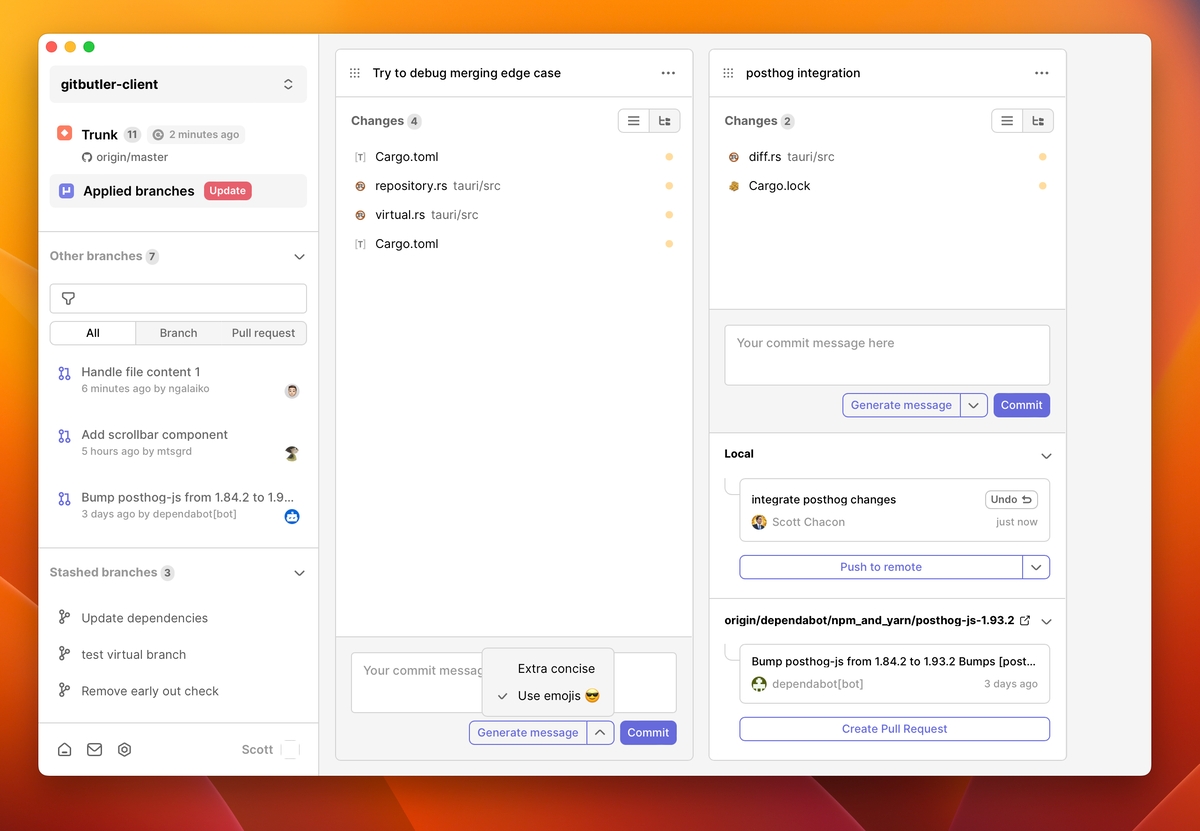 gitbutler-client
Trunk 11 2 minutes ago
origin/master
Applied branches Update
Other branches 7
All Branch Pull request
Handle file content 1
6 minutes ago by ngalaiko
Add scrollbar component
5 hours ago by mtsgrd
Bump posthog-js from 1.84.2 to 1.9...
3 days ago by dependabot[bot]
Stashed branches 3
Update dependencies
test virtual branch
Remove early out check
Scott
Try to debug merging edge case
Changes 4
[T] Cargo.toml
repository.rs tauri/src
virtual.rs tauri/src
[T] Cargo.toml
Your commit messag
Extra concise
Use emojis 😎
Generate message Commit
posthog integration
Changes 2
diff.rs tauri/src
Cargo.lock
Your commit message here
Generate message Commit
Local
integrate posthog changes Undo
Scott Chacon just now
Push to remote
origin/dependabot/npm_and_yarn/posthog-js-1.93.2
Bump posthog-js from 1.84.2 to 1.93.2 Bumps [post...
dependabot[bot] 3 days ago
Create Pull Request